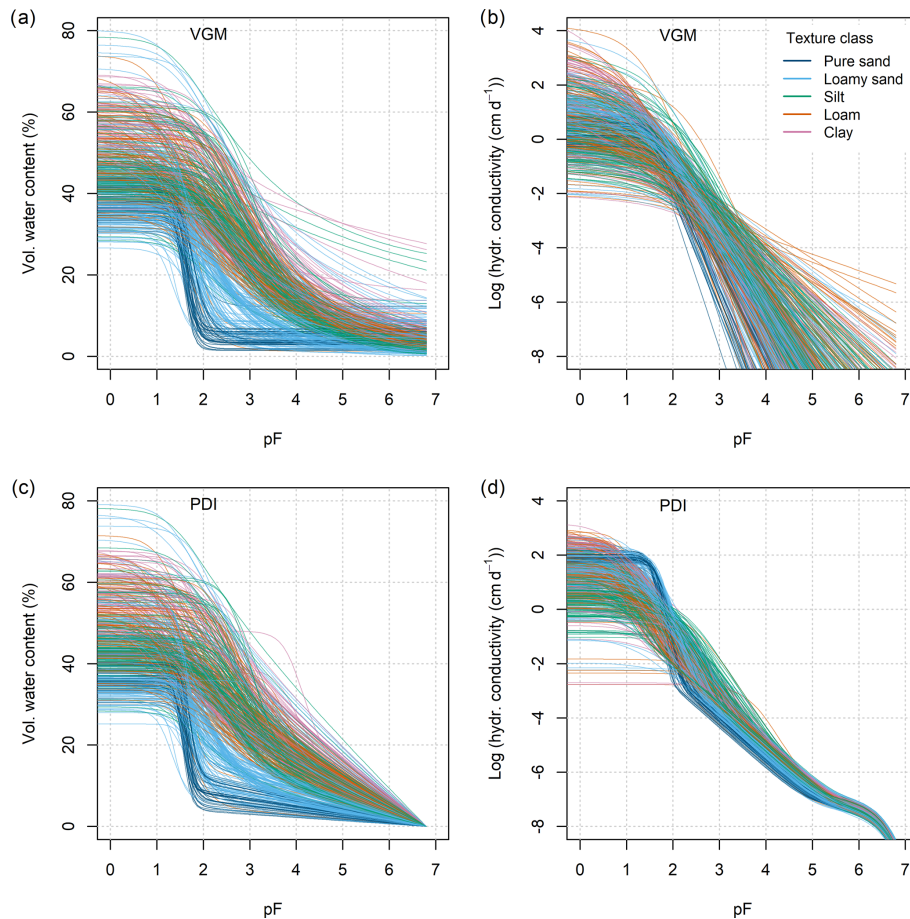 (a)
VGM
Vol. water content (%)
80
60
40
20
0
0 1 2 3 4 5 6 7
pF
(b)
VGM
Log (hydr. conductivity (cm d⁻¹))
4
2
0
-2
-4
-6
-8
Texture class
Pure sand
Loamy sand
Silt
Loam
Clay
0 1 2 3 4 5 6 7
pF
(c)
PDI
Vol. water content (%)
80
60
40
20
0
0 1 2 3 4 5 6 7
pF
(d)
PDI
Log (hydr. conductivity (cm d⁻¹))
4
2
0
-2
-4
-6
-8
0 1 2 3 4 5 6 7
pF